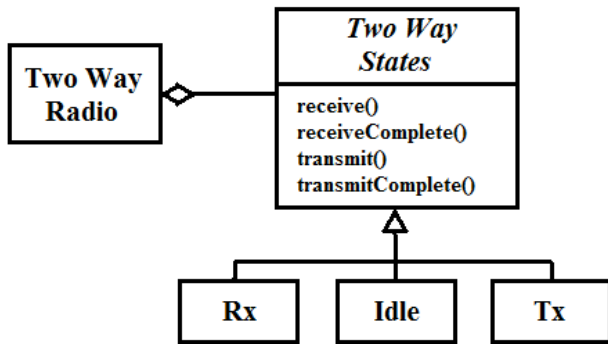 Two Way
Radio
Two Way
States
receive()
receiveComplete()
transmit()
transmitComplete()
Rx
Idle
Tx